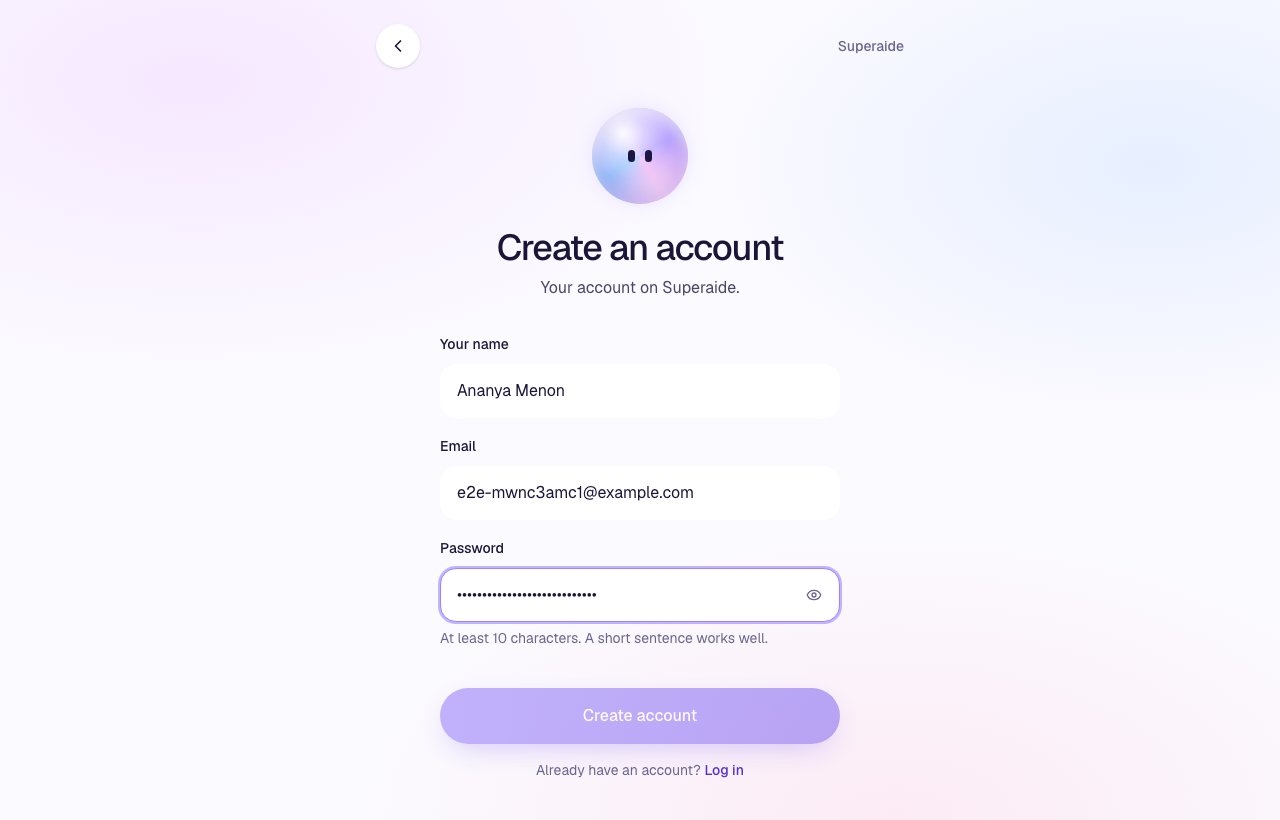 Superaide
Create an account
Your account on Superaide.
Your name
Ananya Menon
Email
e2e-mwnc3amc1@example.com
Password
••••••••••••••••••••••••••••
At least 10 characters. A short sentence works well.
Create account
Already have an account? Log in